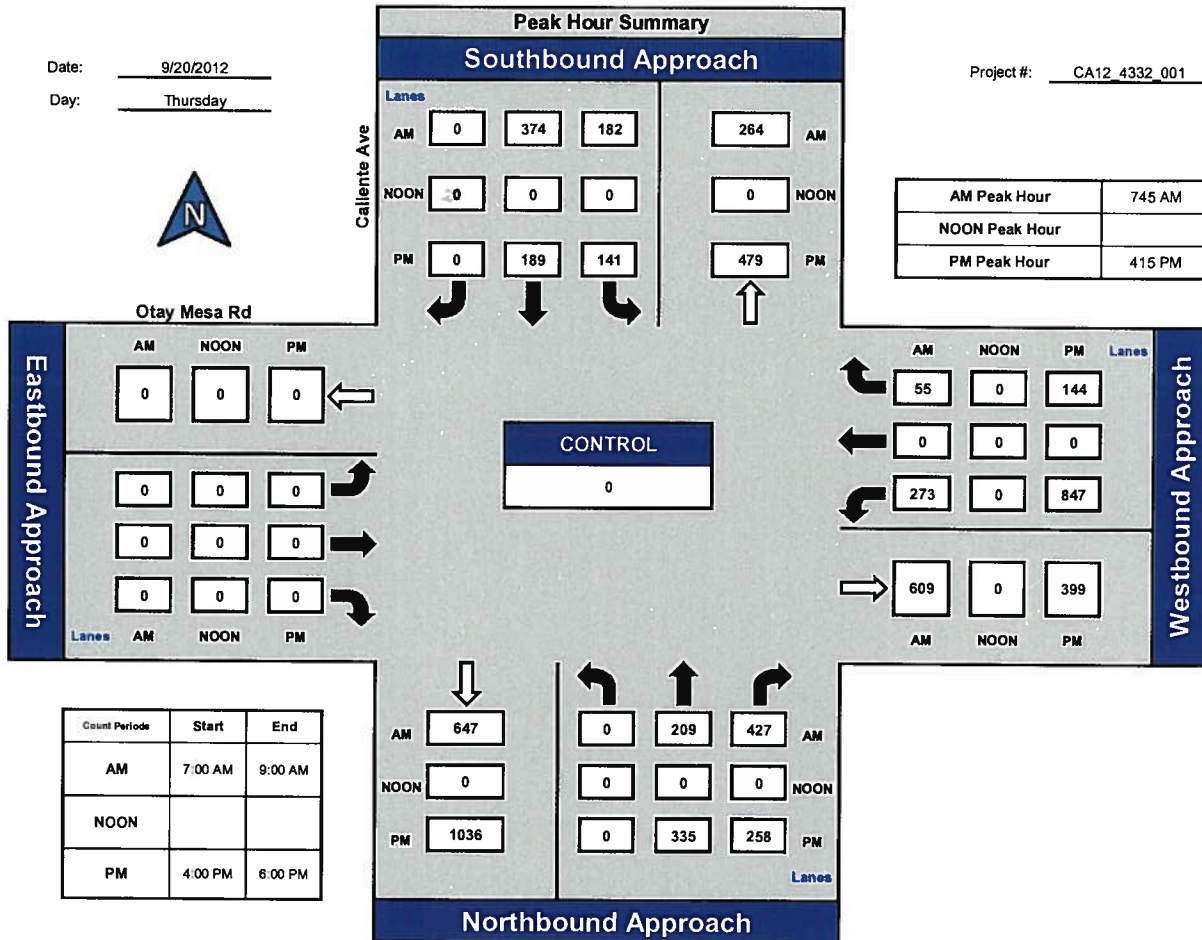 Peak Hour Summary
Southbound Approach
Date: 9/20/2012
Day: Thursday
Project #: CA12_4332_001
N
Caliente Ave
Lanes
AM 0 374 182 264 AM
NOON 0 0 0 0 NOON
PM 0 189 141 479 PM
AM Peak Hour 745 AM
NOON Peak Hour
PM Peak Hour 415 PM
Otay Mesa Rd
Eastbound Approach
AM NOON PM
0 0 0
0 0 0
0 0 0
0 0 0
Lanes AM NOON PM
CONTROL
0
Westbound Approach
AM NOON PM Lanes
55 0 144
0 0 0
273 0 847
609 0 399
AM NOON PM
Count Periods Start End
AM 7:00 AM 9:00 AM
NOON
PM 4:00 PM 6:00 PM
AM 647 0 209 427 AM
NOON 0 0 0 0 NOON
PM 1036 0 335 258 PM
Lanes
Northbound Approach